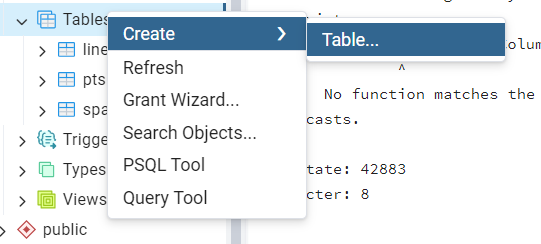 Tables
Create
Table...
line
olum
Refresh
^
pts
Grant Wizard...
No function matches the
spa
Search Objects...
casts.
Trigge
PSQL Tool
Types
tate: 42883
Views
Query Tool
cter: 8
public